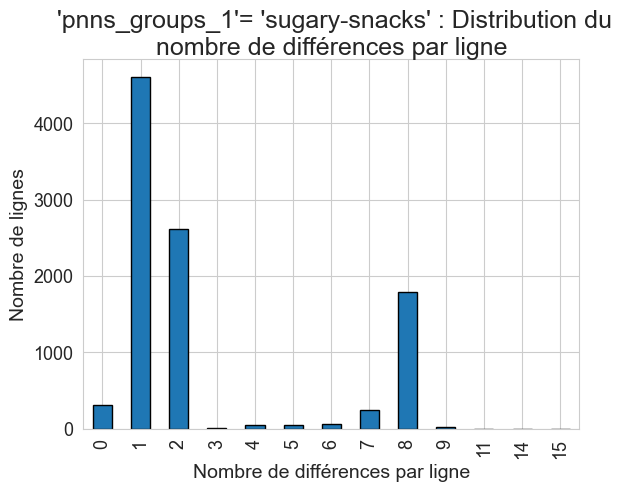 'pnns_groups_1'= 'sugary-snacks' : Distribution du
nombre de différences par ligne
Nombre de lignes
4000
3000
2000
1000
0
0 1 2 3 4 5 6 7 8 9 11 14 15
Nombre de différences par ligne